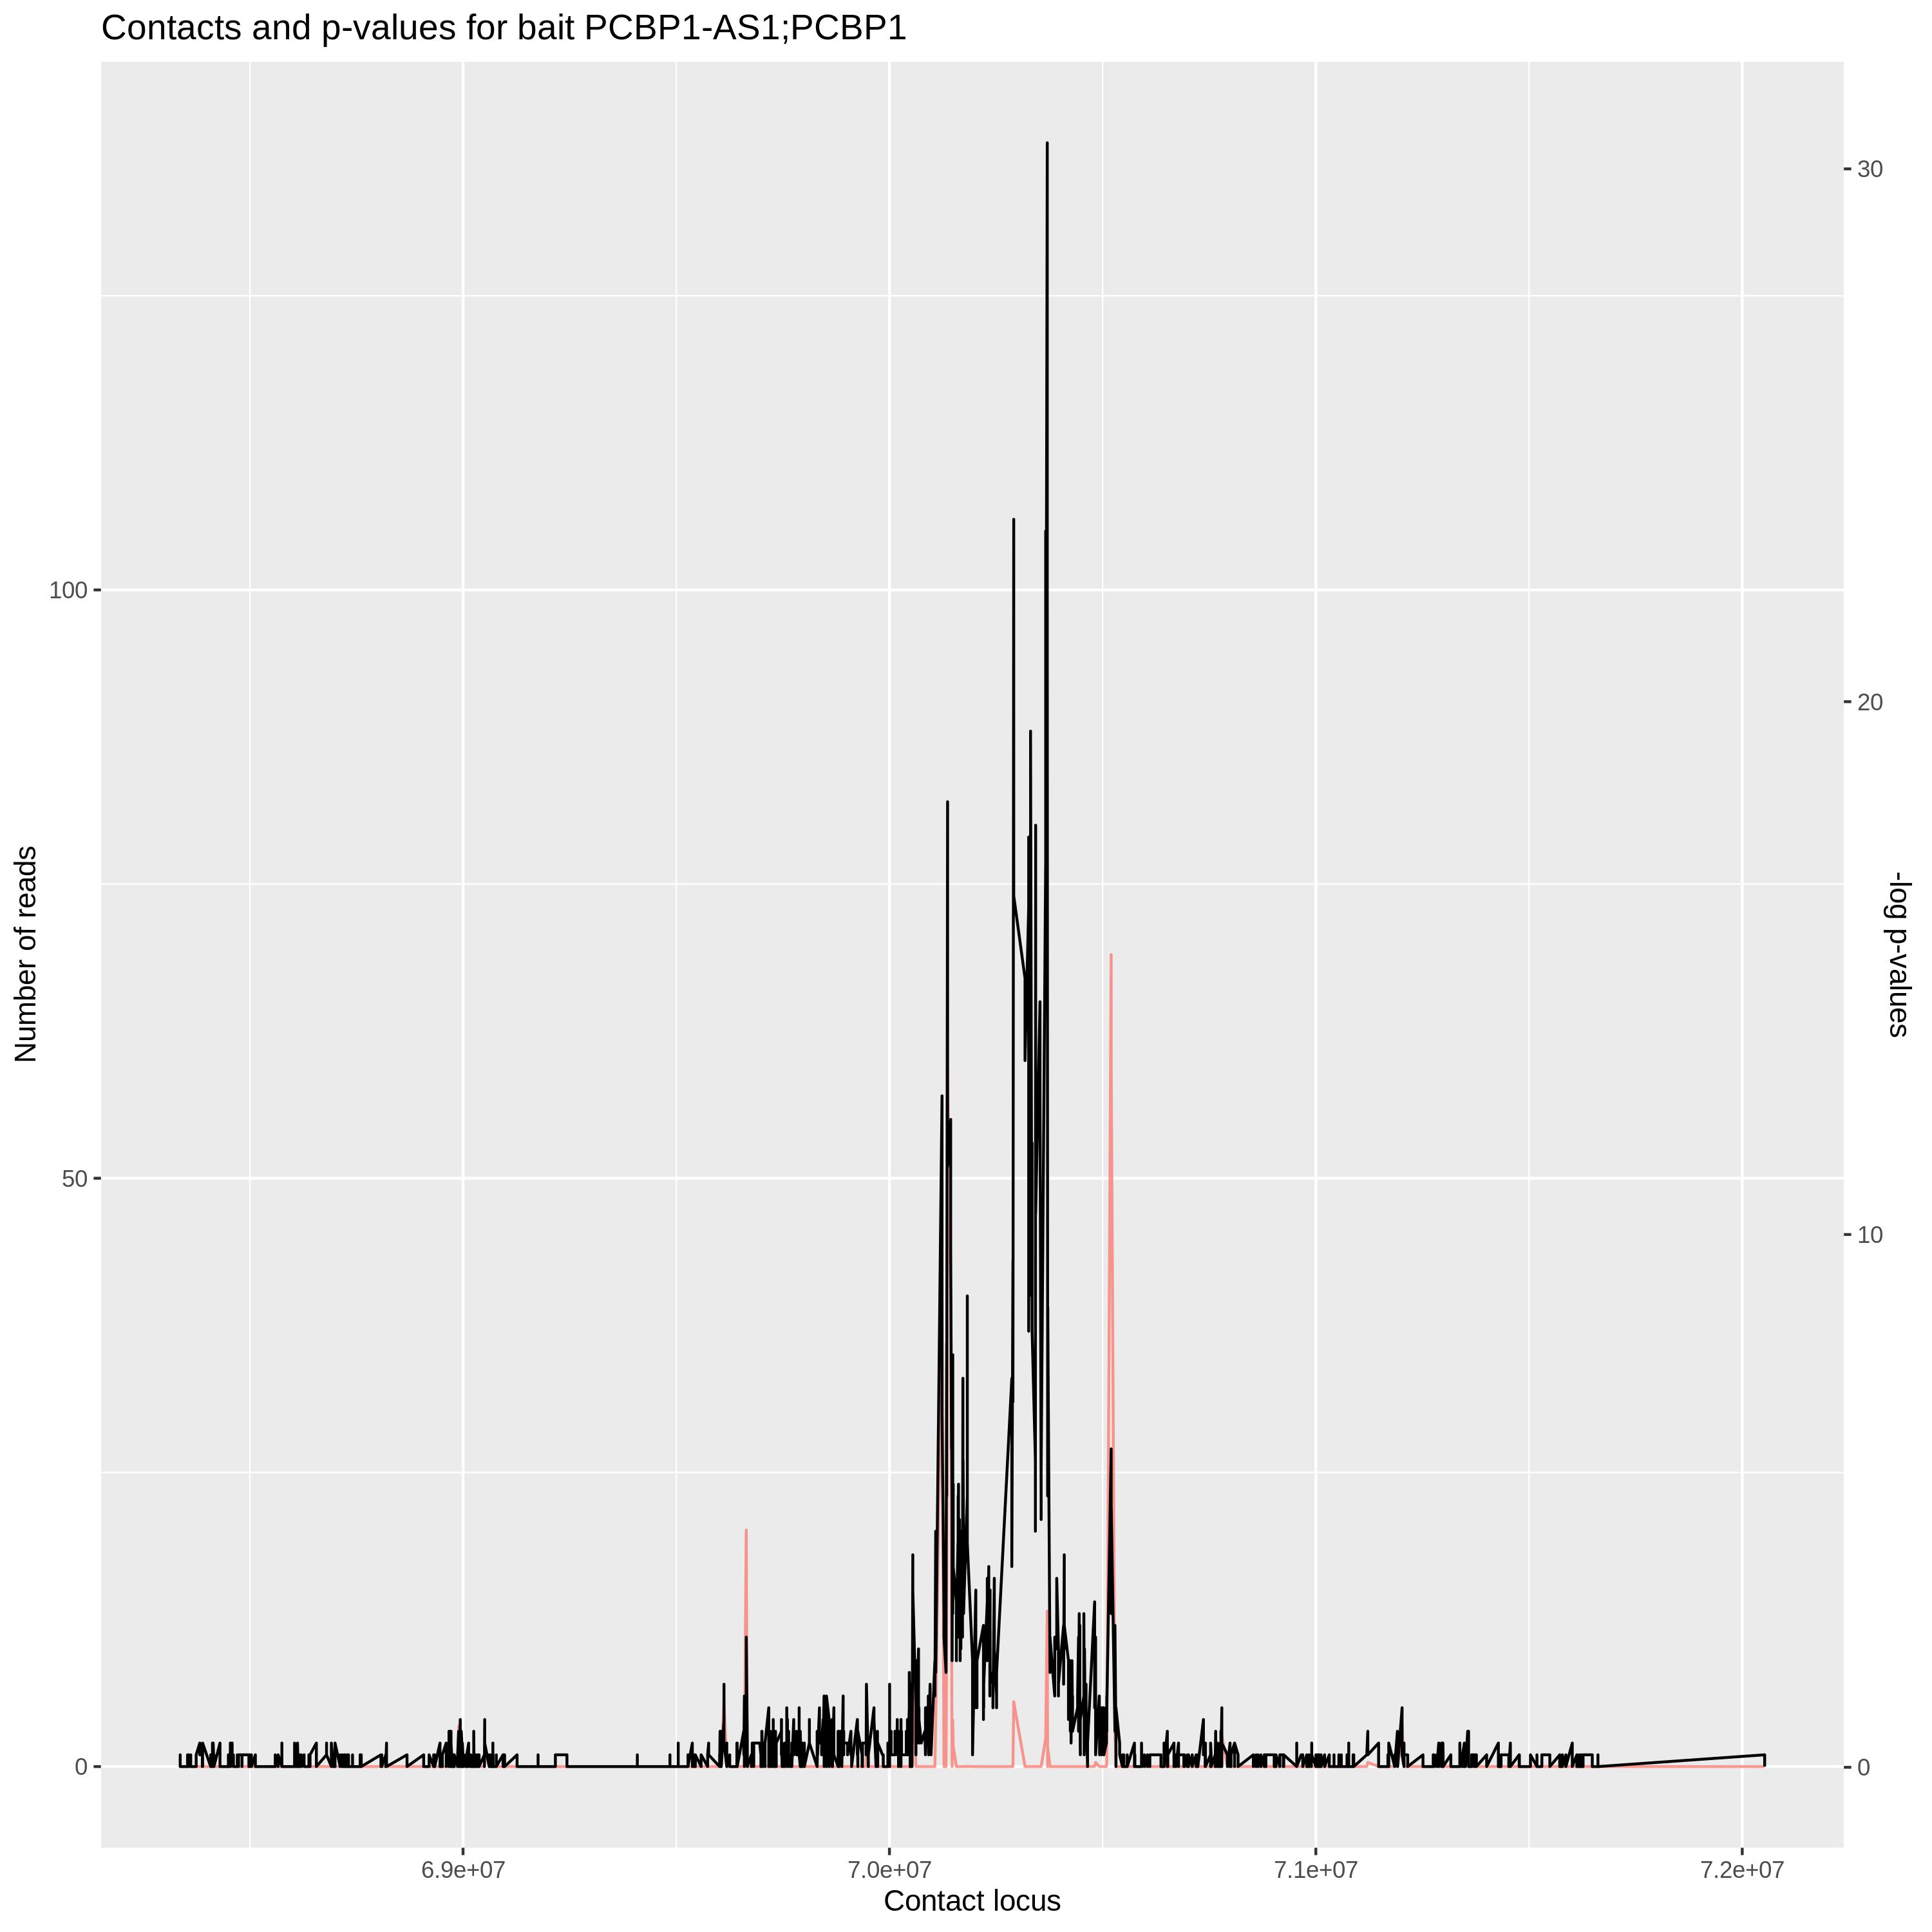 Contacts and p-values for bait PCBP1-AS1;PCBP1
30
100
20
Number of reads
-log p-values
50
10
0
0
6.9e+07
7.0e+07
7.1e+07
7.2e+07
Contact locus